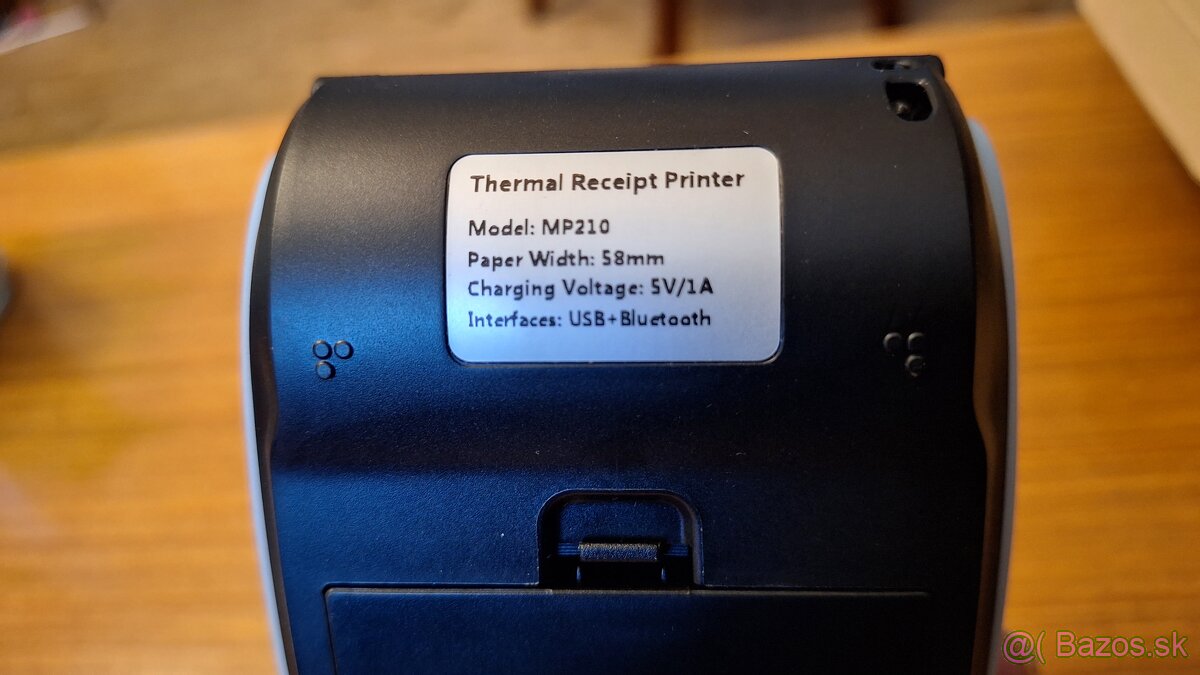 Thermal Receipt Printer
Model: MP210
Paper Width: 58mm
Charging Voltage: 5V/1A
Interfaces: USB+Bluetooth
@( Bazos.sk